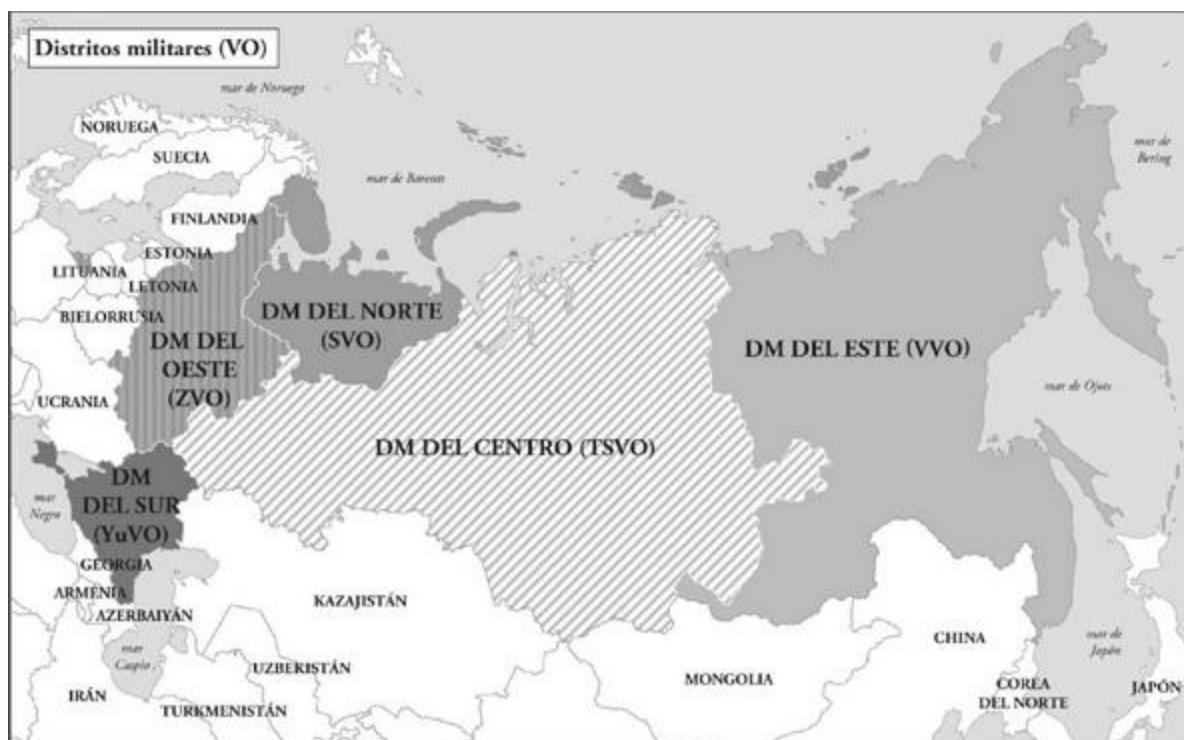 Distritos militares (VO)
mar de Noruega
NORUEGA
SUECIA
mar de Bering
mar de Barents
FINLANDIA
ESTONIA
LITUANIA
LETONIA
BIELORRUSIA
DM DEL NORTE
(SVO)
DM DEL
OESTE
(ZVO)
DM DEL ESTE (VVO)
mar de Ojots
UCRANIA
DM DEL CENTRO (TSVO)
DM
DEL SUR
(YuVO)
mar
Negro
GEORGIA
ARMENIA
AZERBAIYÁN
KAZAJISTÁN
mar
Caspio
UZBEKISTÁN
IRÁN
TURKMENISTÁN
MONGOLIA
CHINA
mar de
Japón
COREA
DEL NORTE
JAPÓN